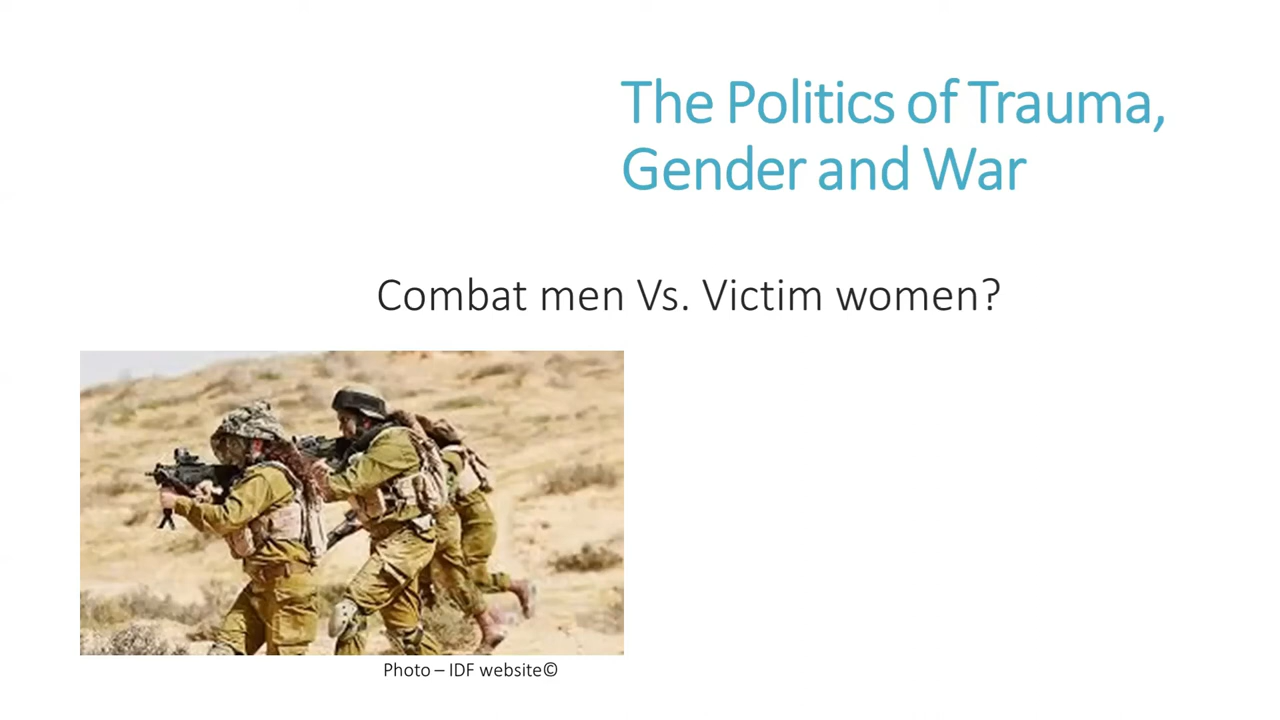 The Politics of Trauma,
Gender and War
Combat men Vs. Victim women?
Photo – IDF website©